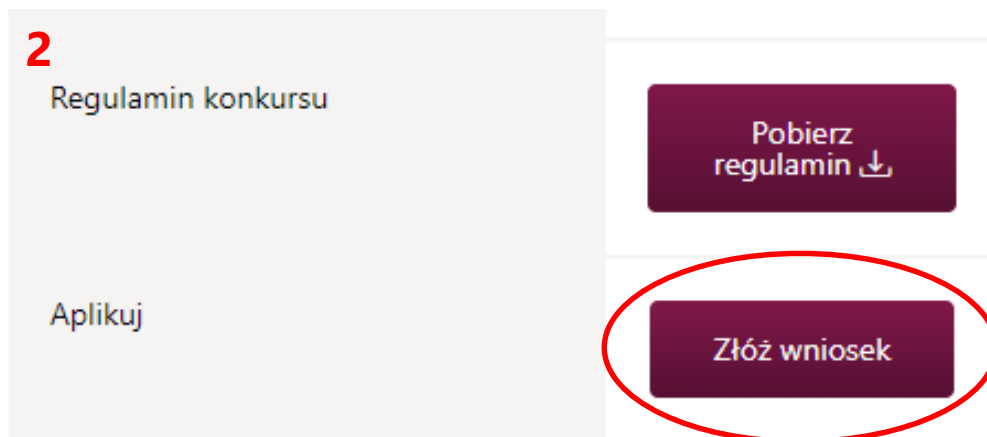 2
Regulamin konkursu
Pobierz
regulamin
Aplikuj
Złóż wniosek